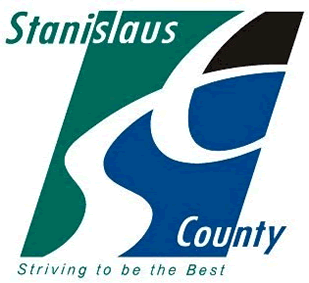 Stanislaus
County
Striving to be the Best